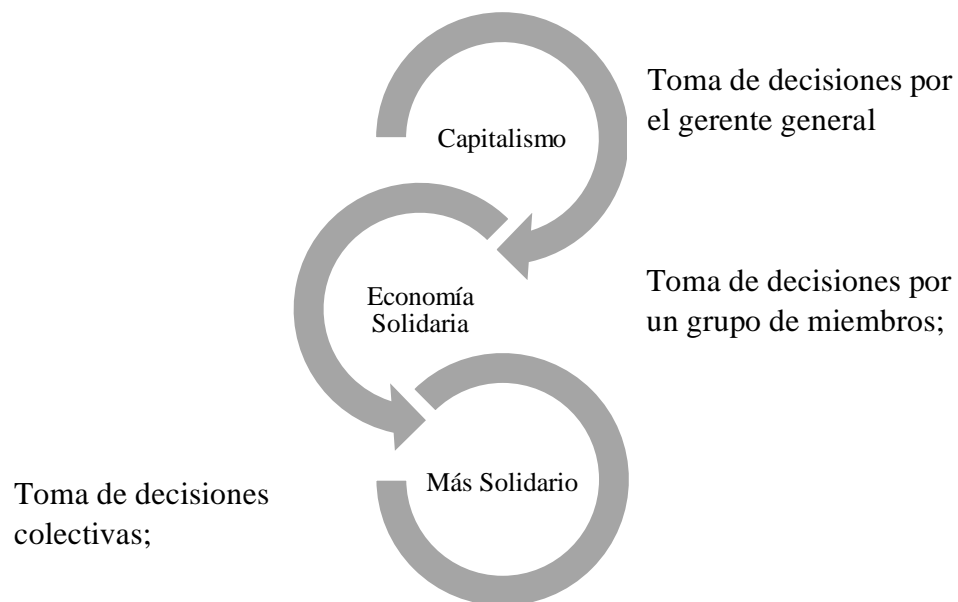 Toma de decisiones por
el gerente general
Capitalismo
Economía
Solidaria
Toma de decisiones por
un grupo de miembros;
Más Solidario
Toma de decisiones
colectivas;